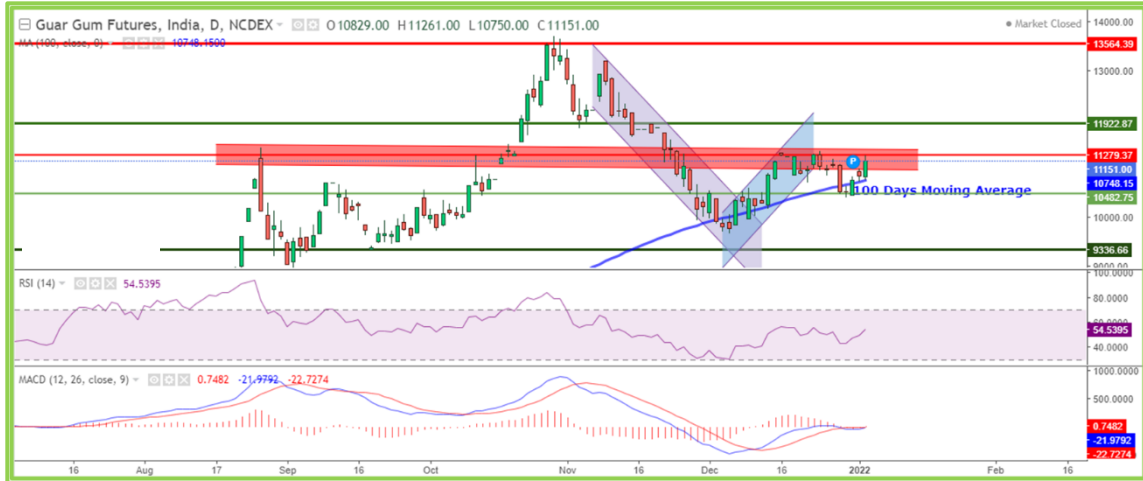 Guar Gum Futures, India, D, NCDEX O10829.00 H11261.00 L10750.00 C11151.00
Market Closed
MA (100, close, 0) 10748.1500
14000.00
13564.39
13000.00
11922.87
11279.37
11151.00
10748.15
10482.75
10000.00
9336.66
9000.00
P
100 Days Moving Average
RSI (14) 54.5395
100.0000
80.0000
54.5395
40.0000
MACD (12, 26, close, 9) 0.7482 -21.9792 -22.7274
1000.0000
500.0000
0.7482
-21.9792
-22.7274
16 Aug 17 Sep 16 Oct Nov 16 Dec 16 2022 Feb 16